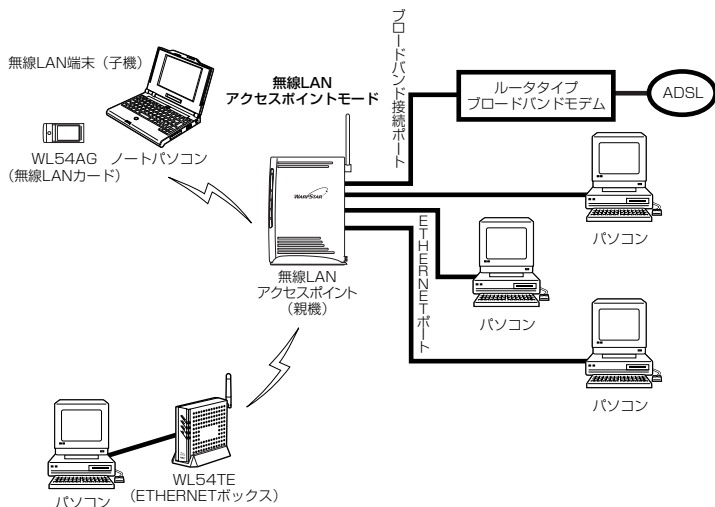 無線LAN端末（子機）
WL54AG
（無線LANカード）
ノートパソコン
無線LAN
アクセスポイントモード
ブロードバンド接続ポート
ルータタイプ
ブロードバンドモデム
ADSL
WARPSTAR
無線LAN
アクセスポイント
（親機）
ETHERNETポート
パソコン
パソコン
パソコン
パソコン
WL54TE
（ETHERNETボックス）